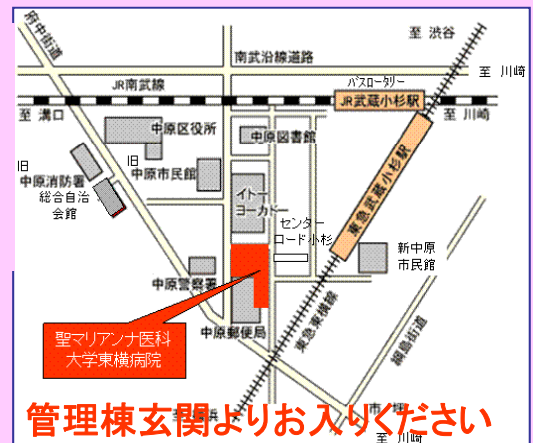 府中街道
至 渋谷
南武沿線道路
至 川崎
JR南武線
バスロータリー
JR武蔵小杉駅
至 溝口
至 川崎
中原区役所
中原図書館
旧
中原消防署
旧
中原市民館
総合自治
会館
イトー
ヨーカドー
東急武蔵小杉駅
センター
ロード小杉
新中原
市民館
中原警察署
中原郵便局
東急東横線
綱島街道
聖マリアンナ医科
大学東横病院
至 横浜
市ノ坪
管理棟玄関よりお入りください
至 川崎